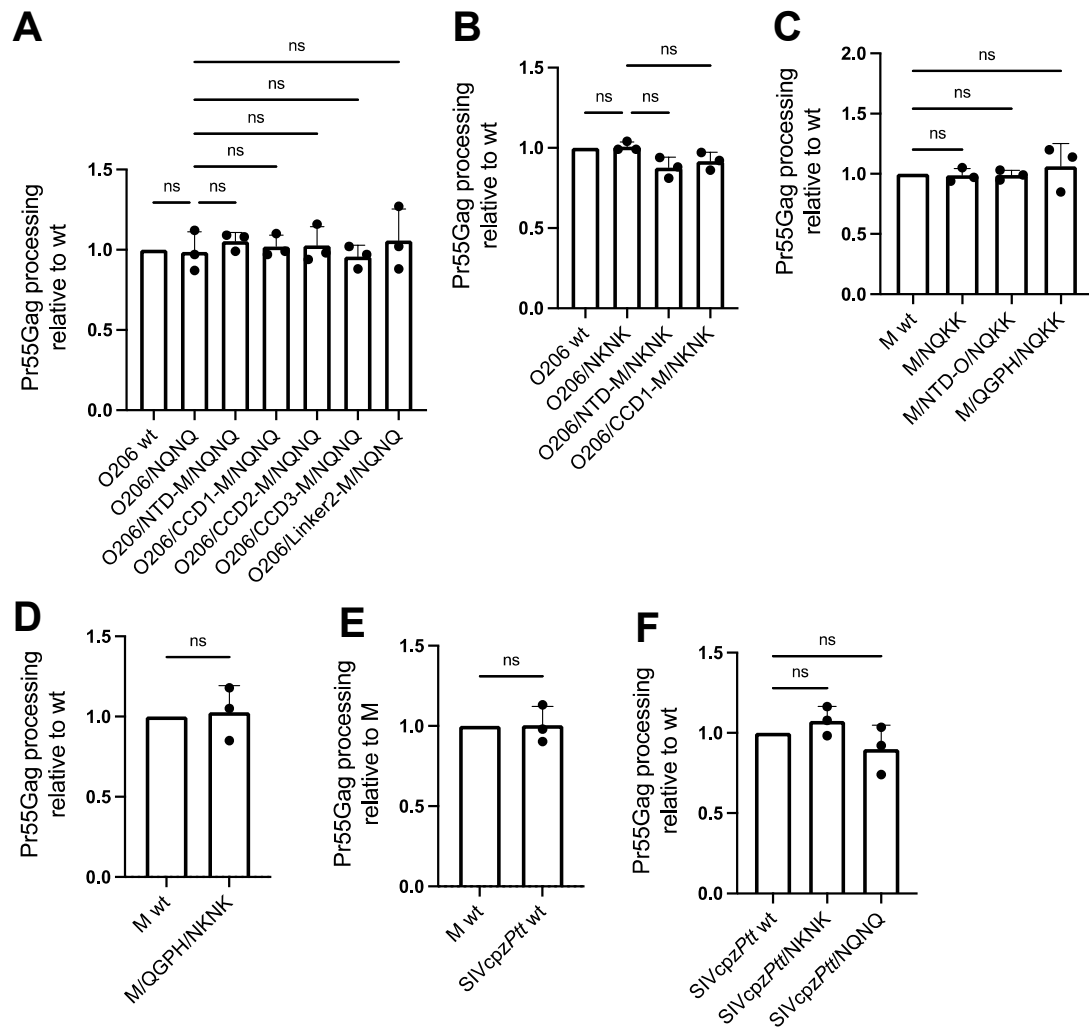 A
ns
ns
ns
ns
ns
ns
Pr55Gag processing
relative to wt
1.5
1.0
0.5
0.0
O206 wt
O206/NQNQ
O206/NTD-M/NQNQ
O206/CCD1-M/NQNQ
O206/CCD2-M/NQNQ
O206/CCD3-M/NQNQ
O206/Linker2-M/NQNQ
B
ns
ns
ns
Pr55Gag processing
relative to wt
1.5
1.0
0.5
0.0
O206 wt
O206/NKNK
O206/NTD-M/NKNK
O206/CCD1-M/NKNK
C
ns
ns
ns
Pr55Gag processing
relative to wt
2.0
1.5
1.0
0.5
0.0
M wt
M/NQKK
M/NTD-O/NQKK
M/QGPH/NQKK
D
ns
Pr55Gag processing
relative to wt
1.5
1.0
0.5
0.0
M wt
M/QGPH/NKNK
E
ns
Pr55Gag processing
relative to M
1.5
1.0
0.5
0.0
M wt
SIVcpzPtt wt
F
ns
ns
Pr55Gag processing
relative to wt
1.5
1.0
0.5
0.0
SIVcpzPtt wt
SIVcpzPtt/NKNK
SIVcpzPtt/NQNQ